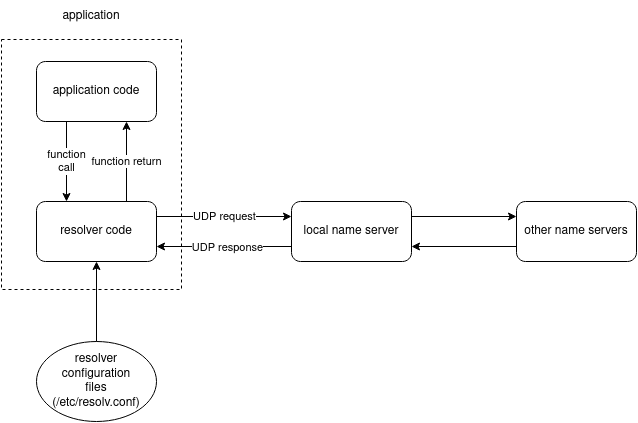 application
application code
function
call
function return
resolver code
UDP request
UDP response
local name server
other name servers
resolver
configuration
files
(/etc/resolv.conf)